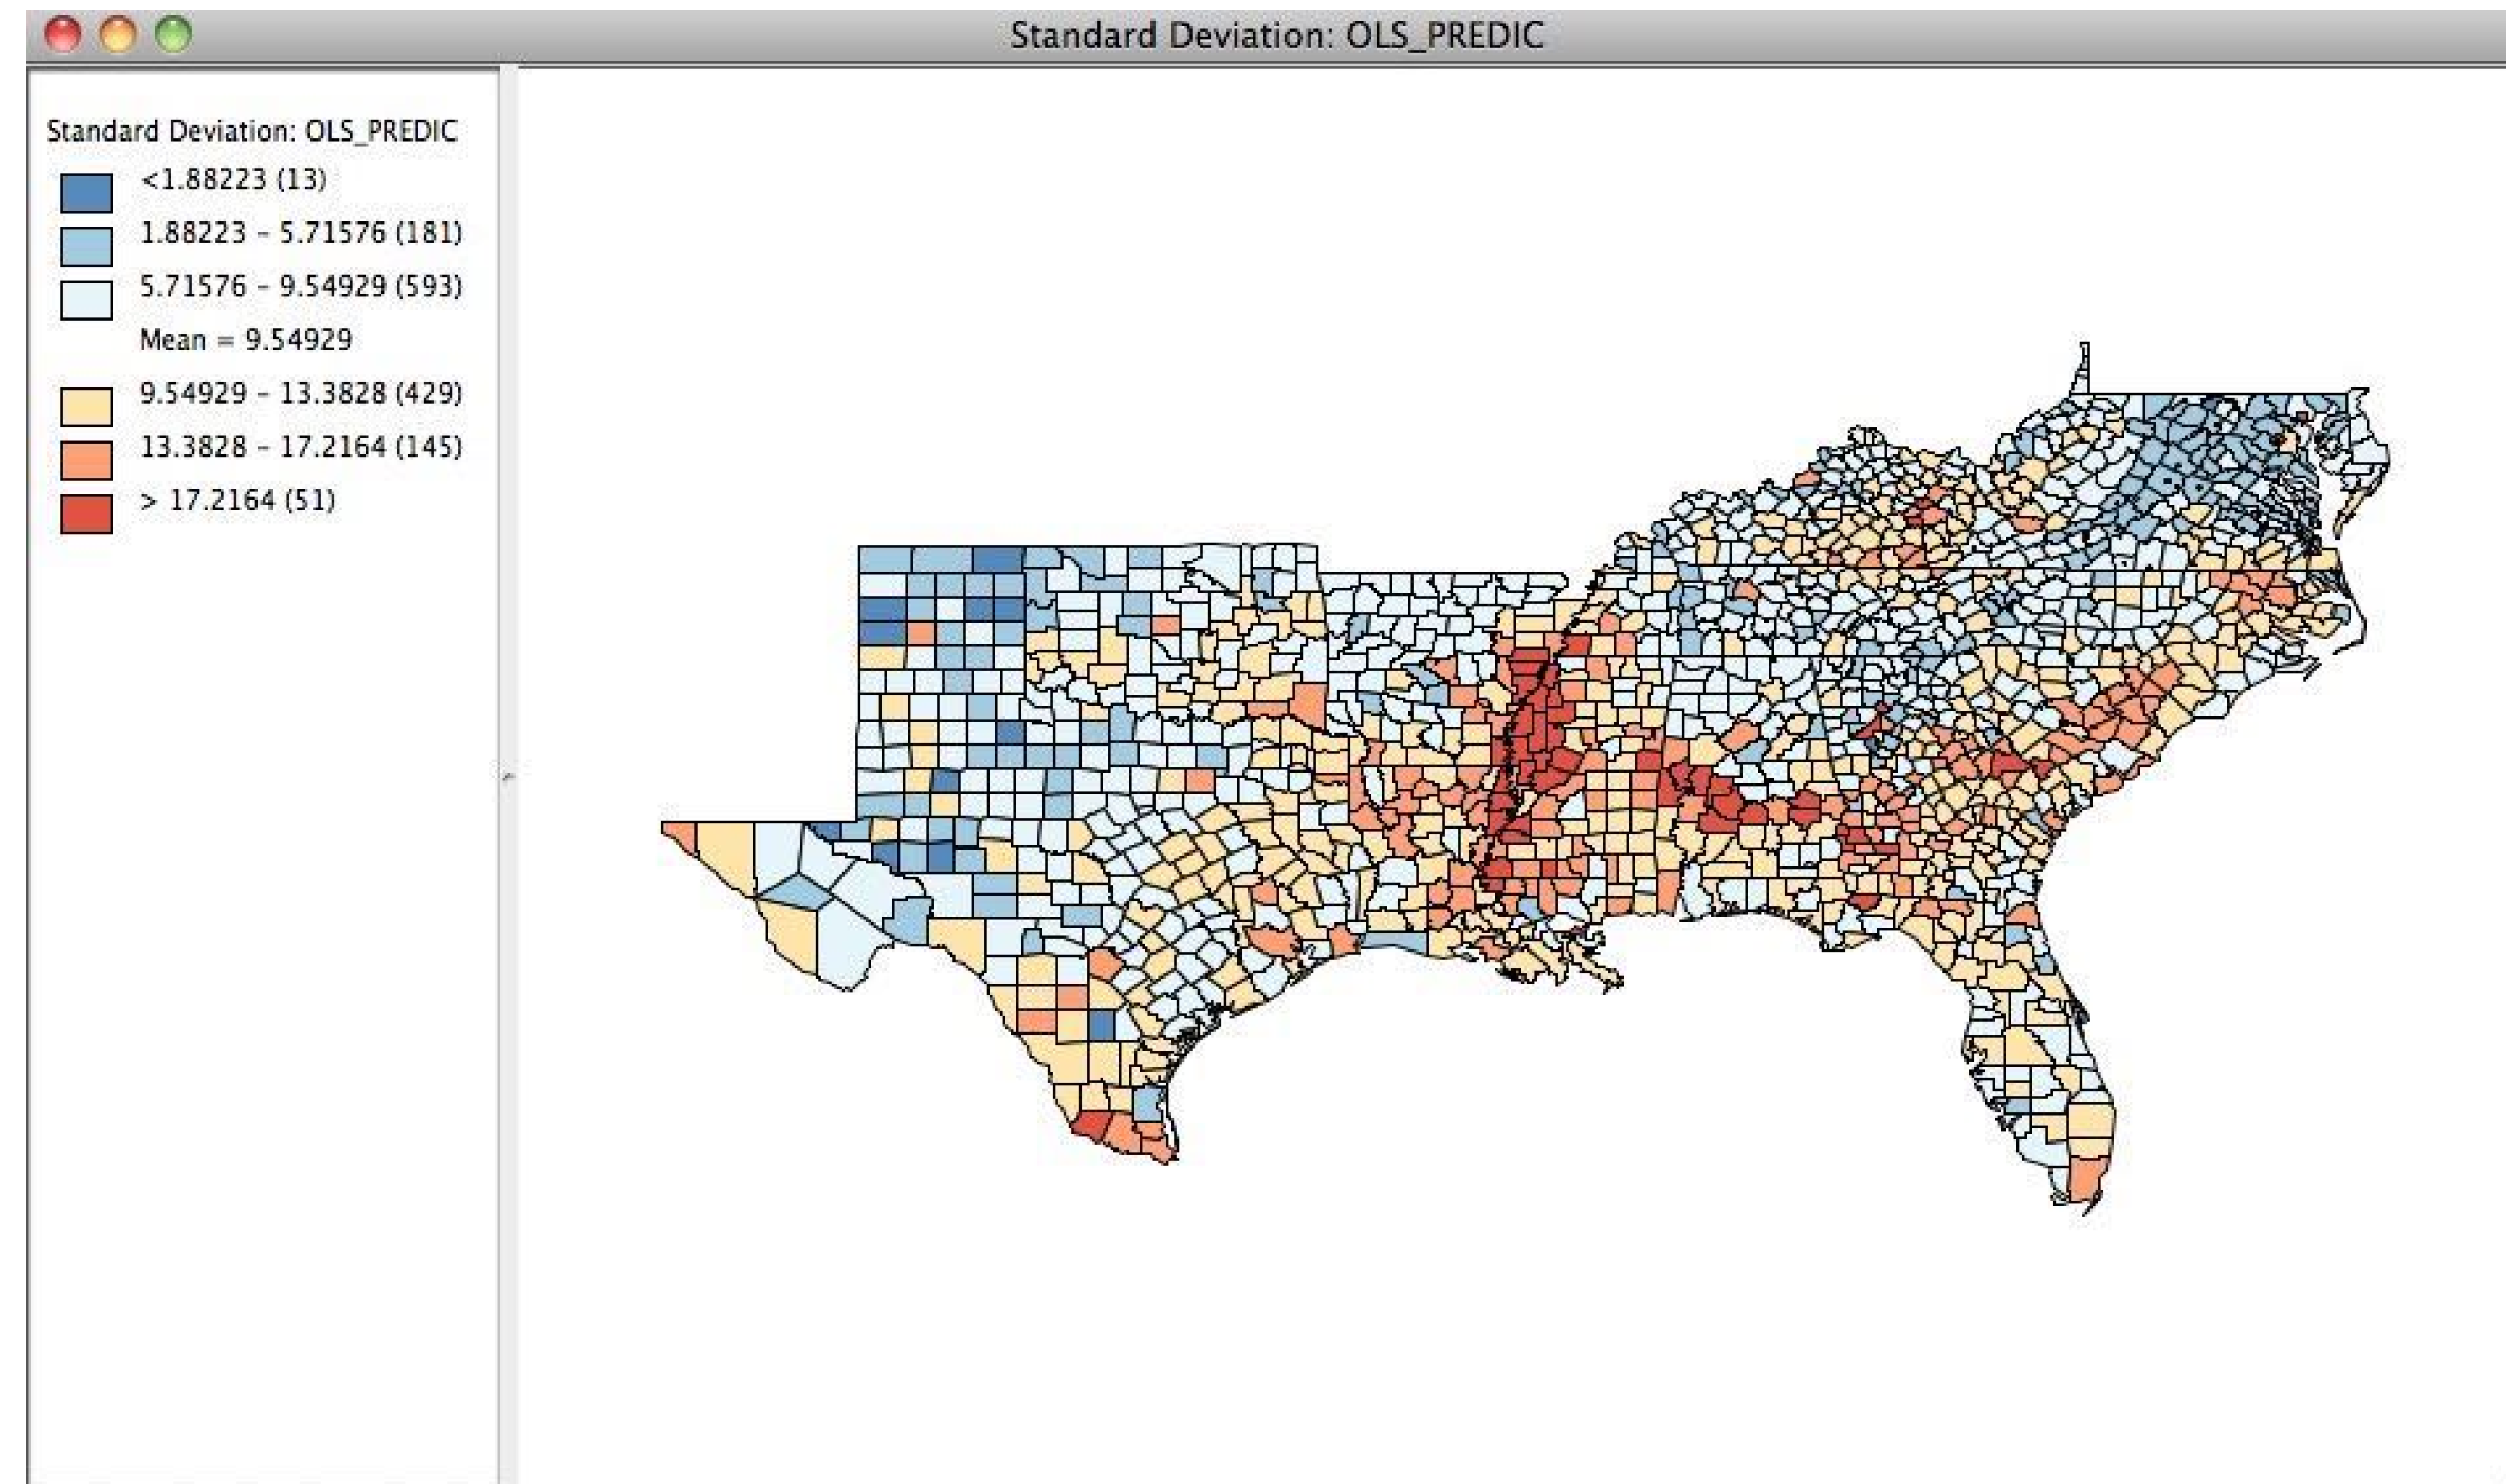 Standard Deviation: OLS_PREDIC
Standard Deviation: OLS_PREDIC
<1.88223 (13)
1.88223 - 5.71576 (181)
5.71576 - 9.54929 (593)
Mean = 9.54929
9.54929 - 13.3828 (429)
13.3828 - 17.2164 (145)
> 17.2164 (51)